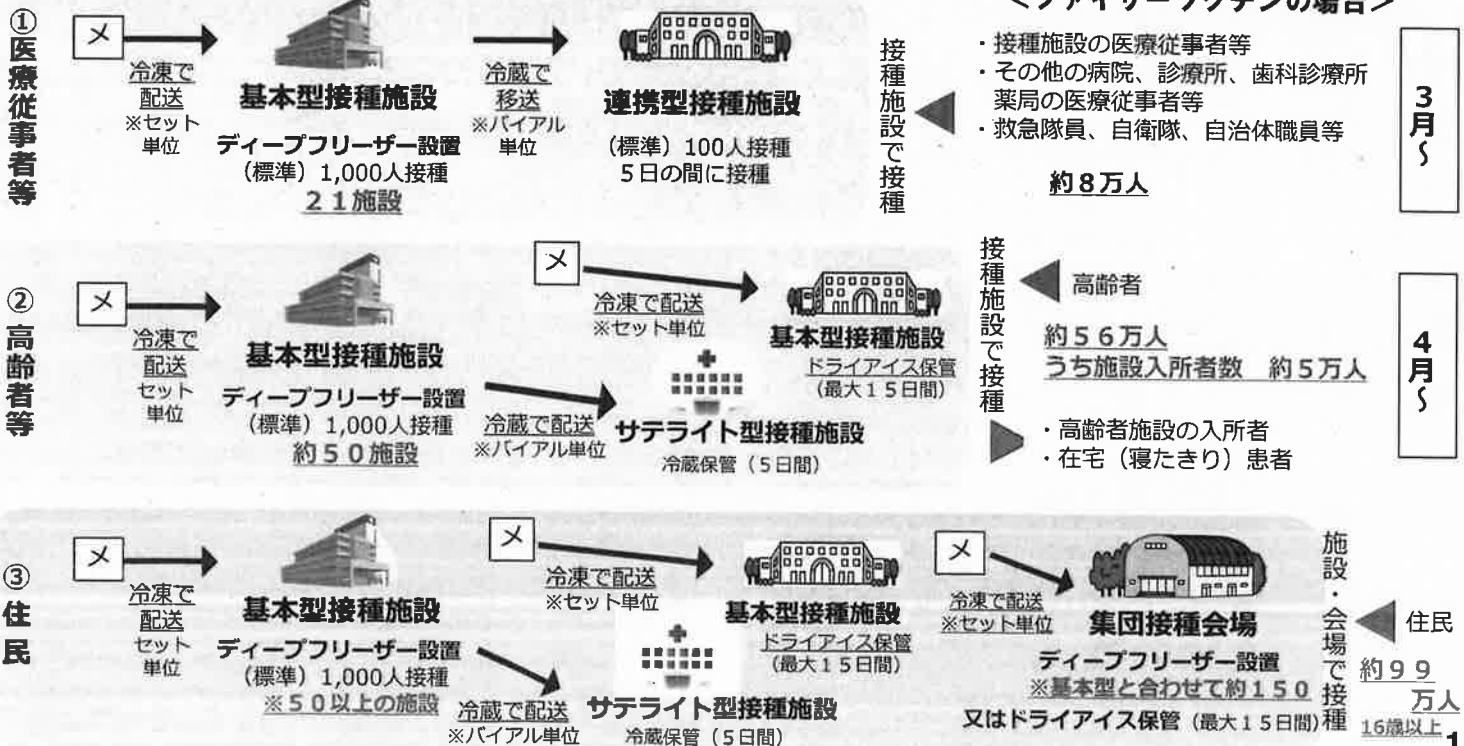 ＜ファイザーワクチンの場合＞
①医療従事者等
メ
冷凍で
配送
※セット
単位
基本型接種施設
ディープフリーザー設置
（標準）1,000人接種
２１施設
冷蔵で
移送
※バイアル
単位
連携型接種施設
（標準）100人接種
５日の間に接種
接種施設で接種
・接種施設の医療従事者等
・その他の病院、診療所、歯科診療所
薬局の医療従事者等
・救急隊員、自衛隊、自治体職員等
約８万人
３月～
②高齢者等
メ
冷凍で
配送
セット
単位
基本型接種施設
ディープフリーザー設置
（標準）1,000人接種
約５０施設
メ
冷凍で配送
※セット単位
基本型接種施設
ドライアイス保管
（最大１５日間）
冷蔵で配送
※バイアル単位
サテライト型接種施設
冷蔵保管（５日間）
接種施設で接種
高齢者
約５６万人
うち施設入所者数　約５万人
・高齢者施設の入所者
・在宅（寝たきり）患者
４月～
③住民
メ
冷凍で
配送
セット
単位
基本型接種施設
ディープフリーザー設置
（標準）1,000人接種
※５０以上の施設
メ
冷凍で配送
※セット単位
基本型接種施設
ドライアイス保管
（最大１５日間）
冷蔵で配送
※バイアル単位
サテライト型接種施設
冷蔵保管（５日間）
メ
冷凍で配送
※セット単位
集団接種会場
ディープフリーザー設置
※基本型と合わせて約１５０
又はドライアイス保管（最大１５日間）
施設・会場で接種
住民
約９９
万人
16歳以上
1